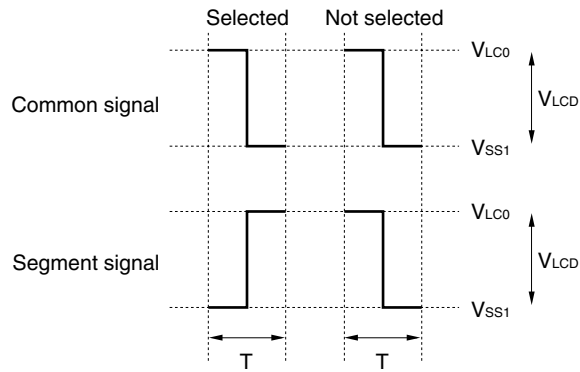 Selected Not selected
VLC0
Common signal
VLCD
VSS1
VLC0
Segment signal
VLCD
VSS1
T T